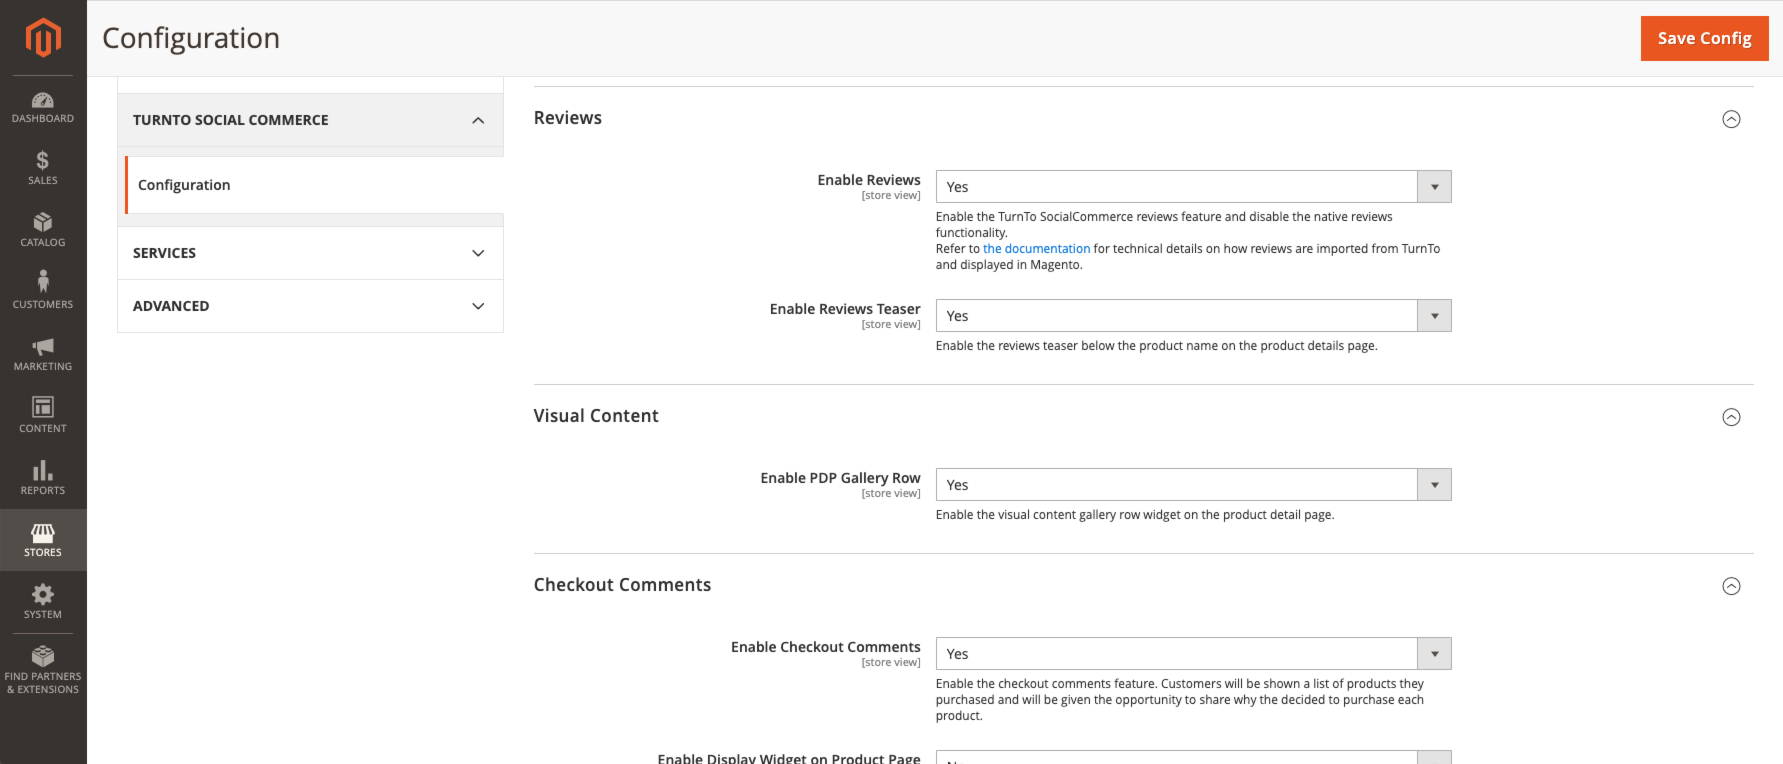 Configuration
Save Config
DASHBOARD
SALES
CATALOG
CUSTOMERS
MARKETING
CONTENT
REPORTS
STORES
SYSTEM
FIND PARTNERS
& EXTENSIONS
TURNTO SOCIAL COMMERCE
Configuration
SERVICES
ADVANCED
Reviews
Enable Reviews
[store view]
Yes
Enable the TurnTo SocialCommerce reviews feature and disable the native reviews
functionality.
Refer to the documentation for technical details on how reviews are imported from TurnTo
and displayed in Magento.
Enable Reviews Teaser
[store view]
Yes
Enable the reviews teaser below the product name on the product details page.
Visual Content
Enable PDP Gallery Row
[store view]
Yes
Enable the visual content gallery row widget on the product detail page.
Checkout Comments
Enable Checkout Comments
[store view]
Yes
Enable the checkout comments feature. Customers will be shown a list of products they
purchased and will be given the opportunity to share why the decided to purchase each
product.
Enable Display Widget on Product Page